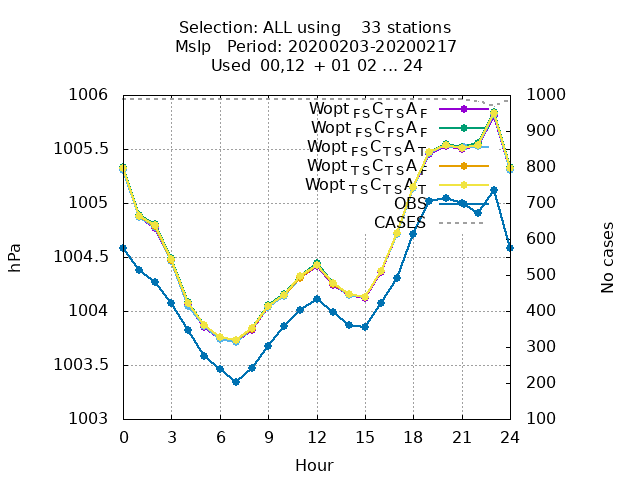 Selection: ALL using 33 stations
Mslp Period: 20200203-20200217
Used 00,12 + 01 02 ... 24
1006
1005.5
1005
1004.5
1004
1003.5
1003
hPa
1000
900
800
700
600
500
400
300
200
100
No cases
Wopt FS C TS A F
Wopt FS C FS A F
Wopt FS C TS A T
Wopt TS C TS A F
Wopt TS C TS A T
OBS
CASES
0 3 6 9 12 15 18 21 24
Hour